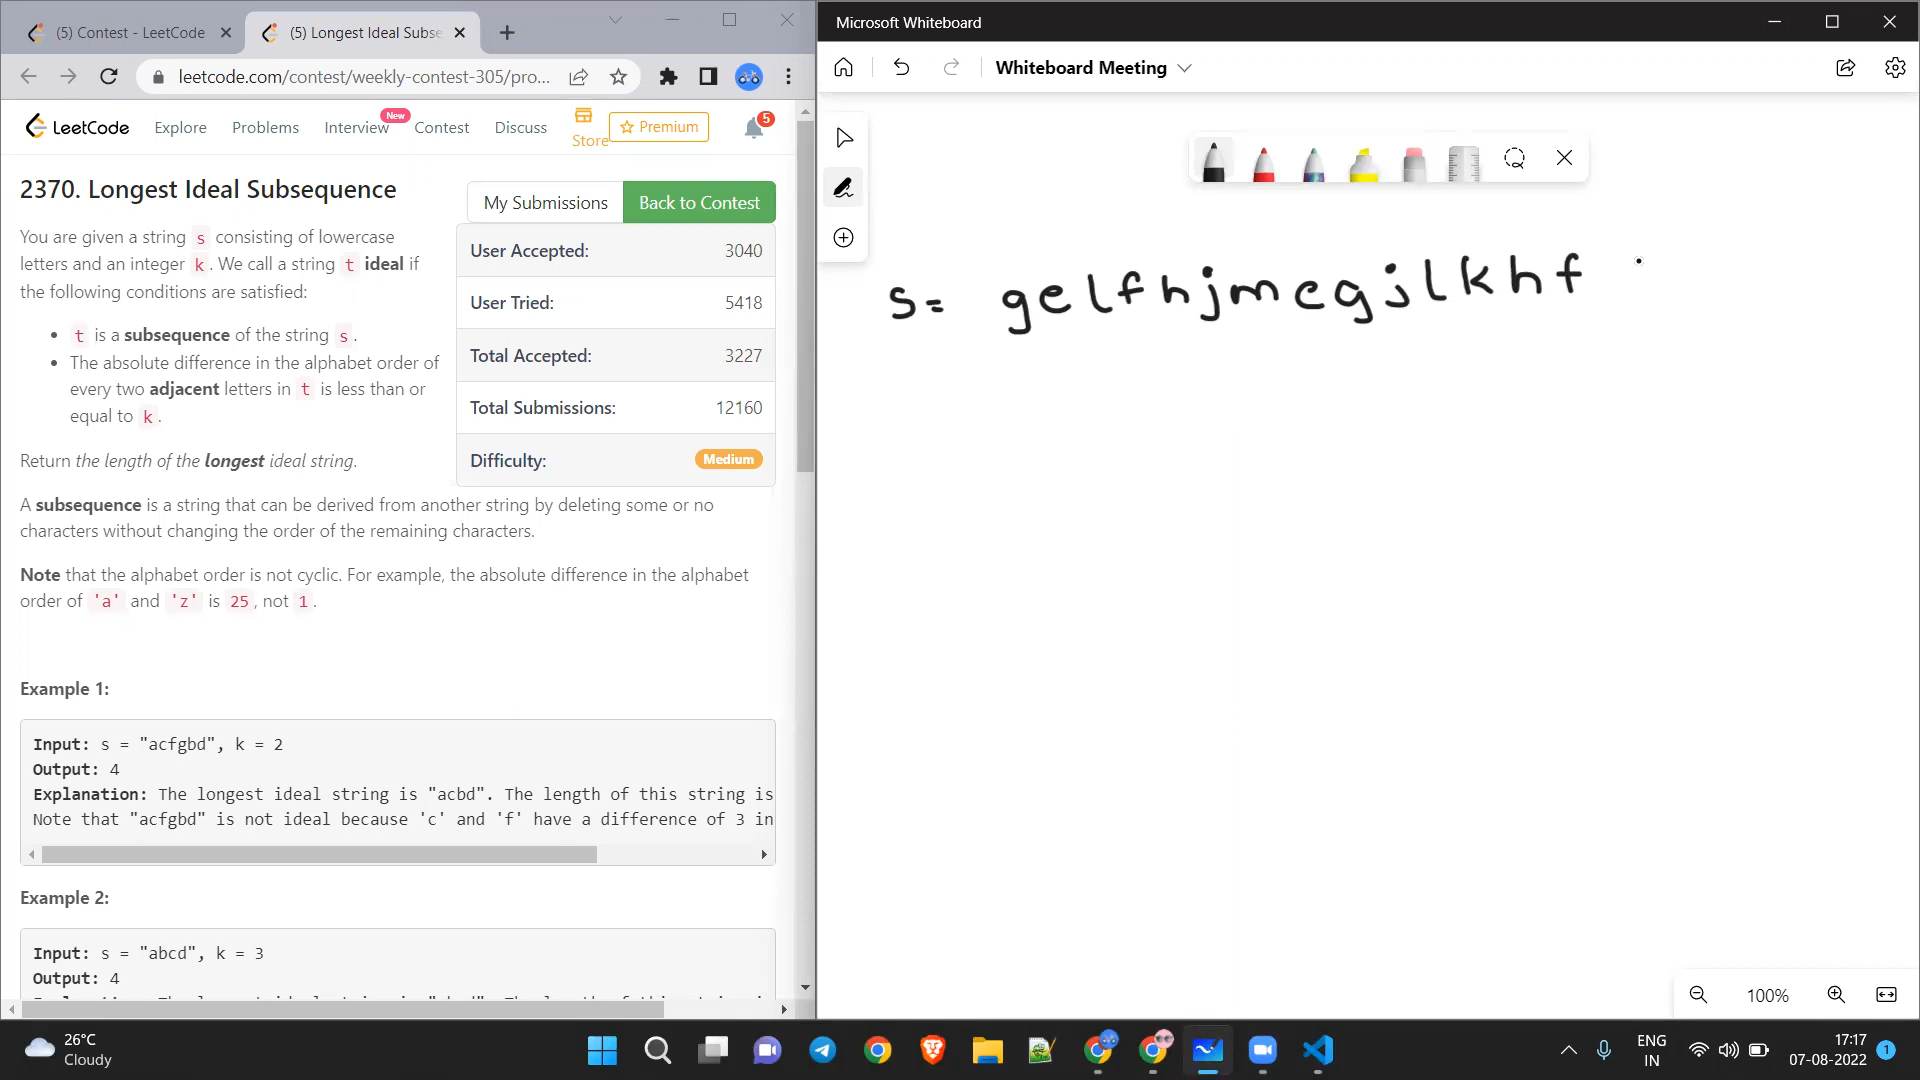 (5) Contest - LeetCode
(5) Longest Ideal Subse
leetcode.com/contest/weekly-contest-305/pro...
LeetCode
Explore
Problems
Interview
New
Contest
Discuss
Store
Premium
5
2370. Longest Ideal Subsequence
My Submissions
Back to Contest
You are given a string s consisting of lowercase
letters and an integer k. We call a string t ideal if
the following conditions are satisfied:
• t is a subsequence of the string s.
• The absolute difference in the alphabet order of
every two adjacent letters in t is less than or
equal to k.
User Accepted: 3040
User Tried: 5418
Total Accepted: 3227
Total Submissions: 12160
Difficulty: Medium
Return the length of the longest ideal string.
A subsequence is a string that can be derived from another string by deleting some or no
characters without changing the order of the remaining characters.
Note that the alphabet order is not cyclic. For example, the absolute difference in the alphabet
order of 'a' and 'z' is 25, not 1.
Example 1:
Input: s = "acfgbd", k = 2
Output: 4
Explanation: The longest ideal string is "acbd". The length of this string is
Note that "acfgbd" is not ideal because 'c' and 'f' have a difference of 3 in
Example 2:
Input: s = "abcd", k = 3
Output: 4
Microsoft Whiteboard
Whiteboard Meeting
s= gelfhjmegjlkhf
100%
26°C
Cloudy
ENG
IN
17:17
07-08-2022
1